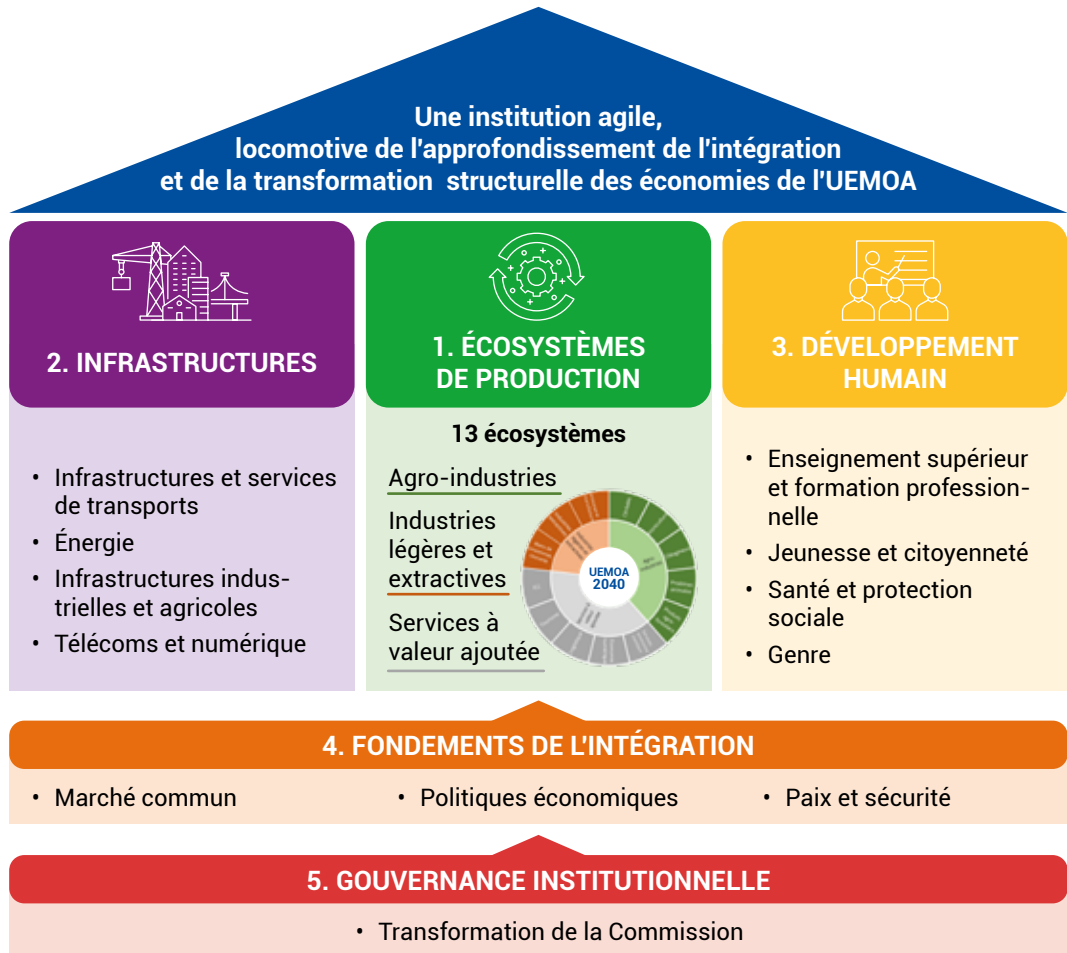 Une institution agile,
locomotive de l'approfondissement de l'intégration
et de la transformation structurelle des économies de l'UEMOA
2. INFRASTRUCTURES
• Infrastructures et services
de transports
• Énergie
• Infrastructures indus-
trielles et agricoles
• Télécoms et numérique
1. ÉCOSYSTÈMES
DE PRODUCTION
13 écosystèmes
Agro-industries
Industries
légères et
extractives
Services à
valeur ajoutée
UEMOA
2040
3. DÉVELOPPEMENT
HUMAIN
• Enseignement supérieur
et formation profession-
nelle
• Jeunesse et citoyenneté
• Santé et protection
sociale
• Genre
4. FONDEMENTS DE L'INTÉGRATION
• Marché commun
• Politiques économiques
• Paix et sécurité
5. GOUVERNANCE INSTITUTIONNELLE
• Transformation de la Commission